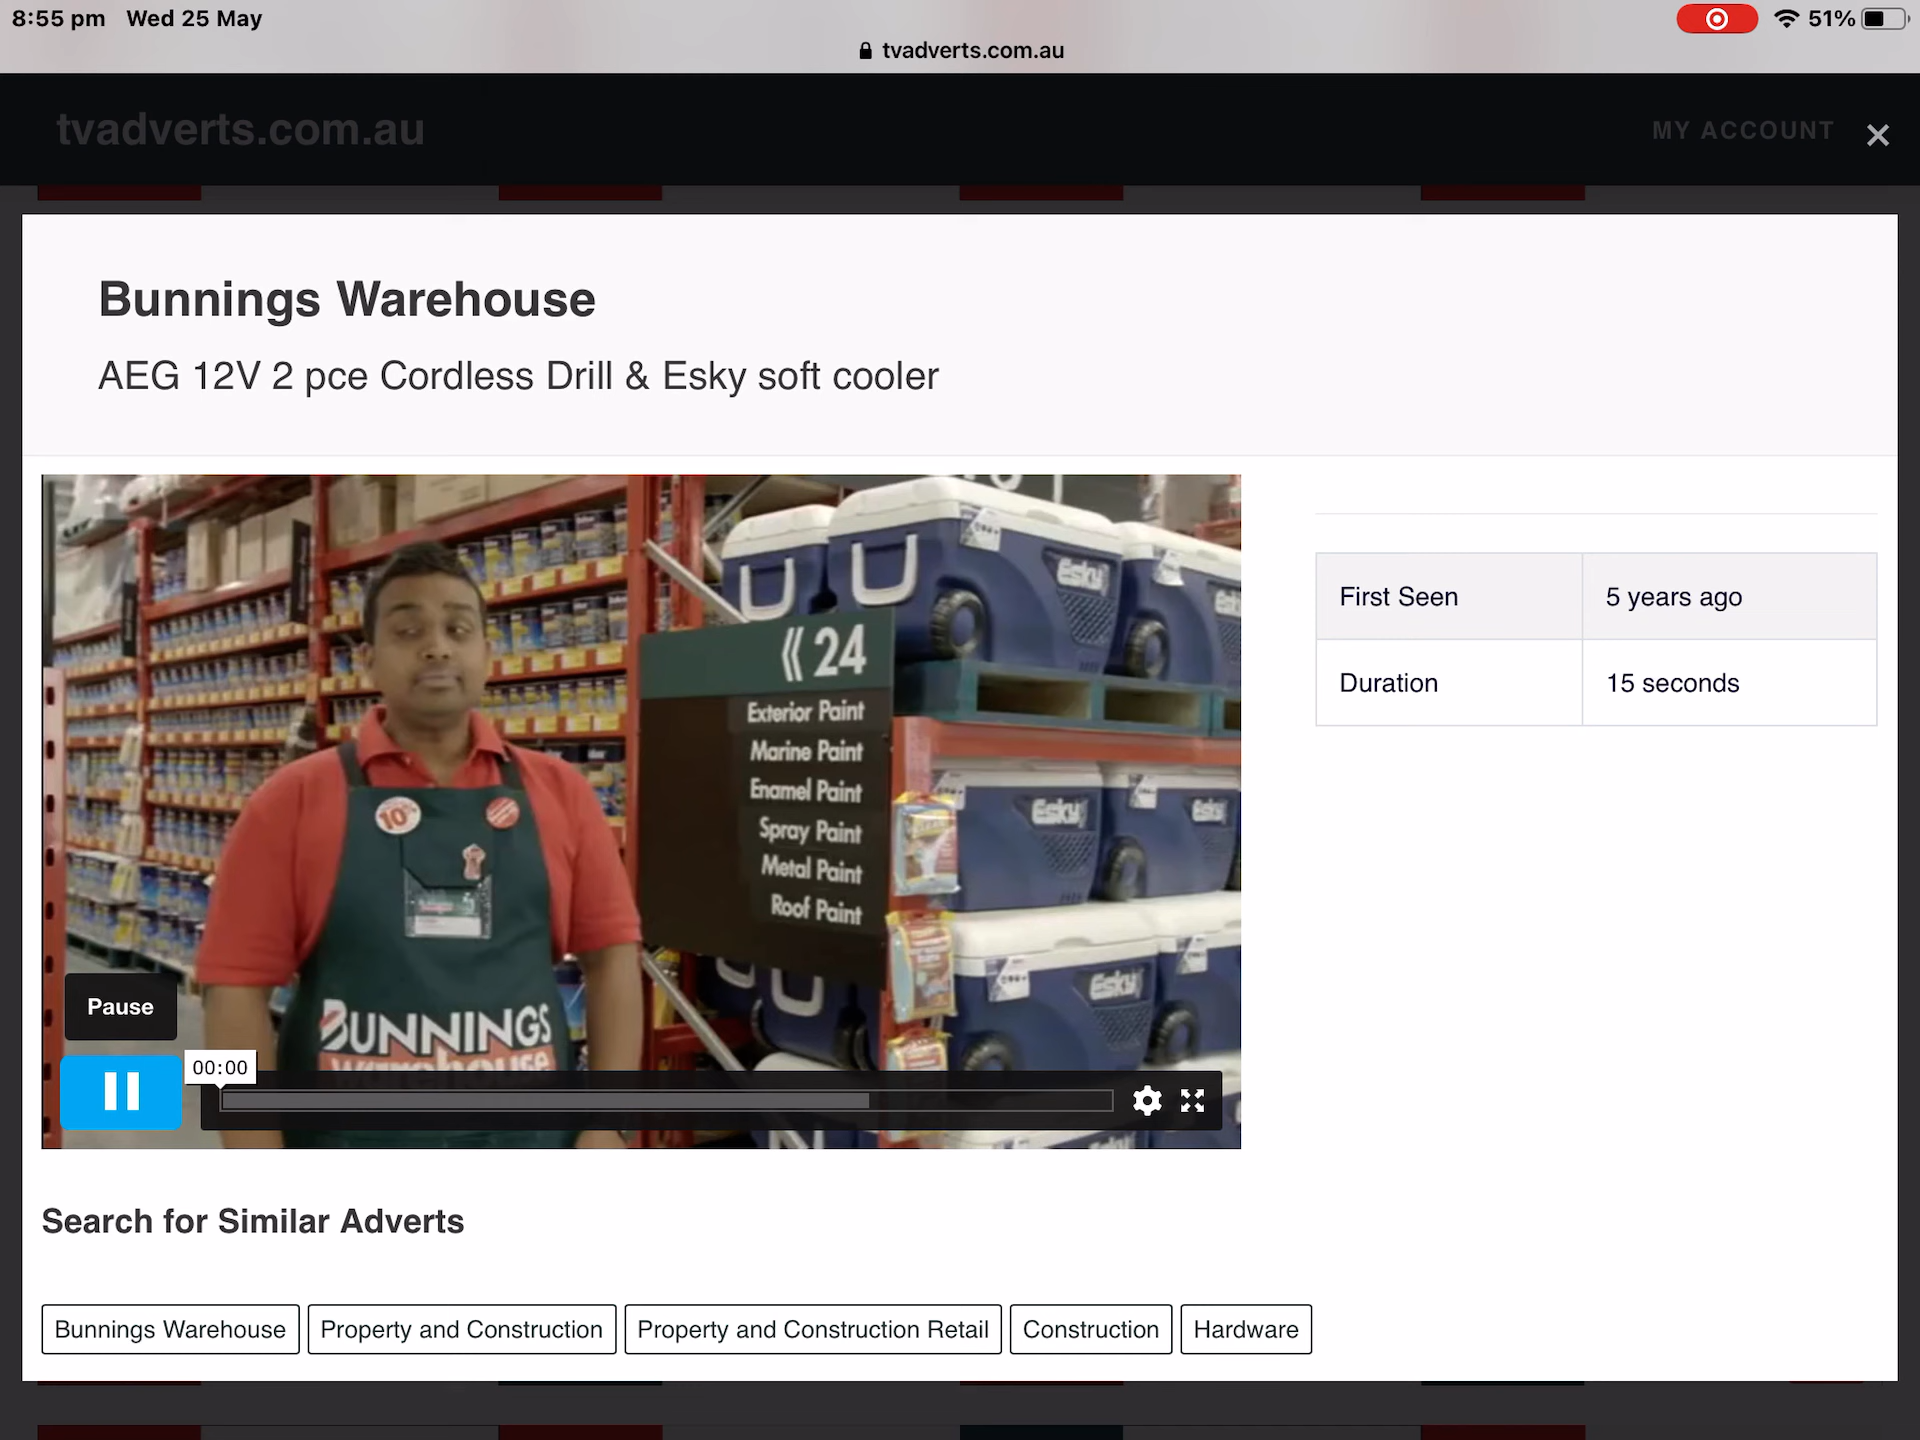 8:55 pm Wed 25 May
51%
tvadverts.com.au
tvadverts.com.au
MY ACCOUNT
Bunnings Warehouse
AEG 12V 2 pce Cordless Drill & Esky soft cooler
24
Exterior Paint
Marine Paint
Enamel Paint
Spray Paint
Metal Paint
Roof Paint
Esky
Esky
Esky
Esky
10%
BUNNINGS
warehouse
Pause
00:00
First Seen 5 years ago
Duration 15 seconds
Search for Similar Adverts
Bunnings Warehouse Property and Construction Property and Construction Retail Construction Hardware